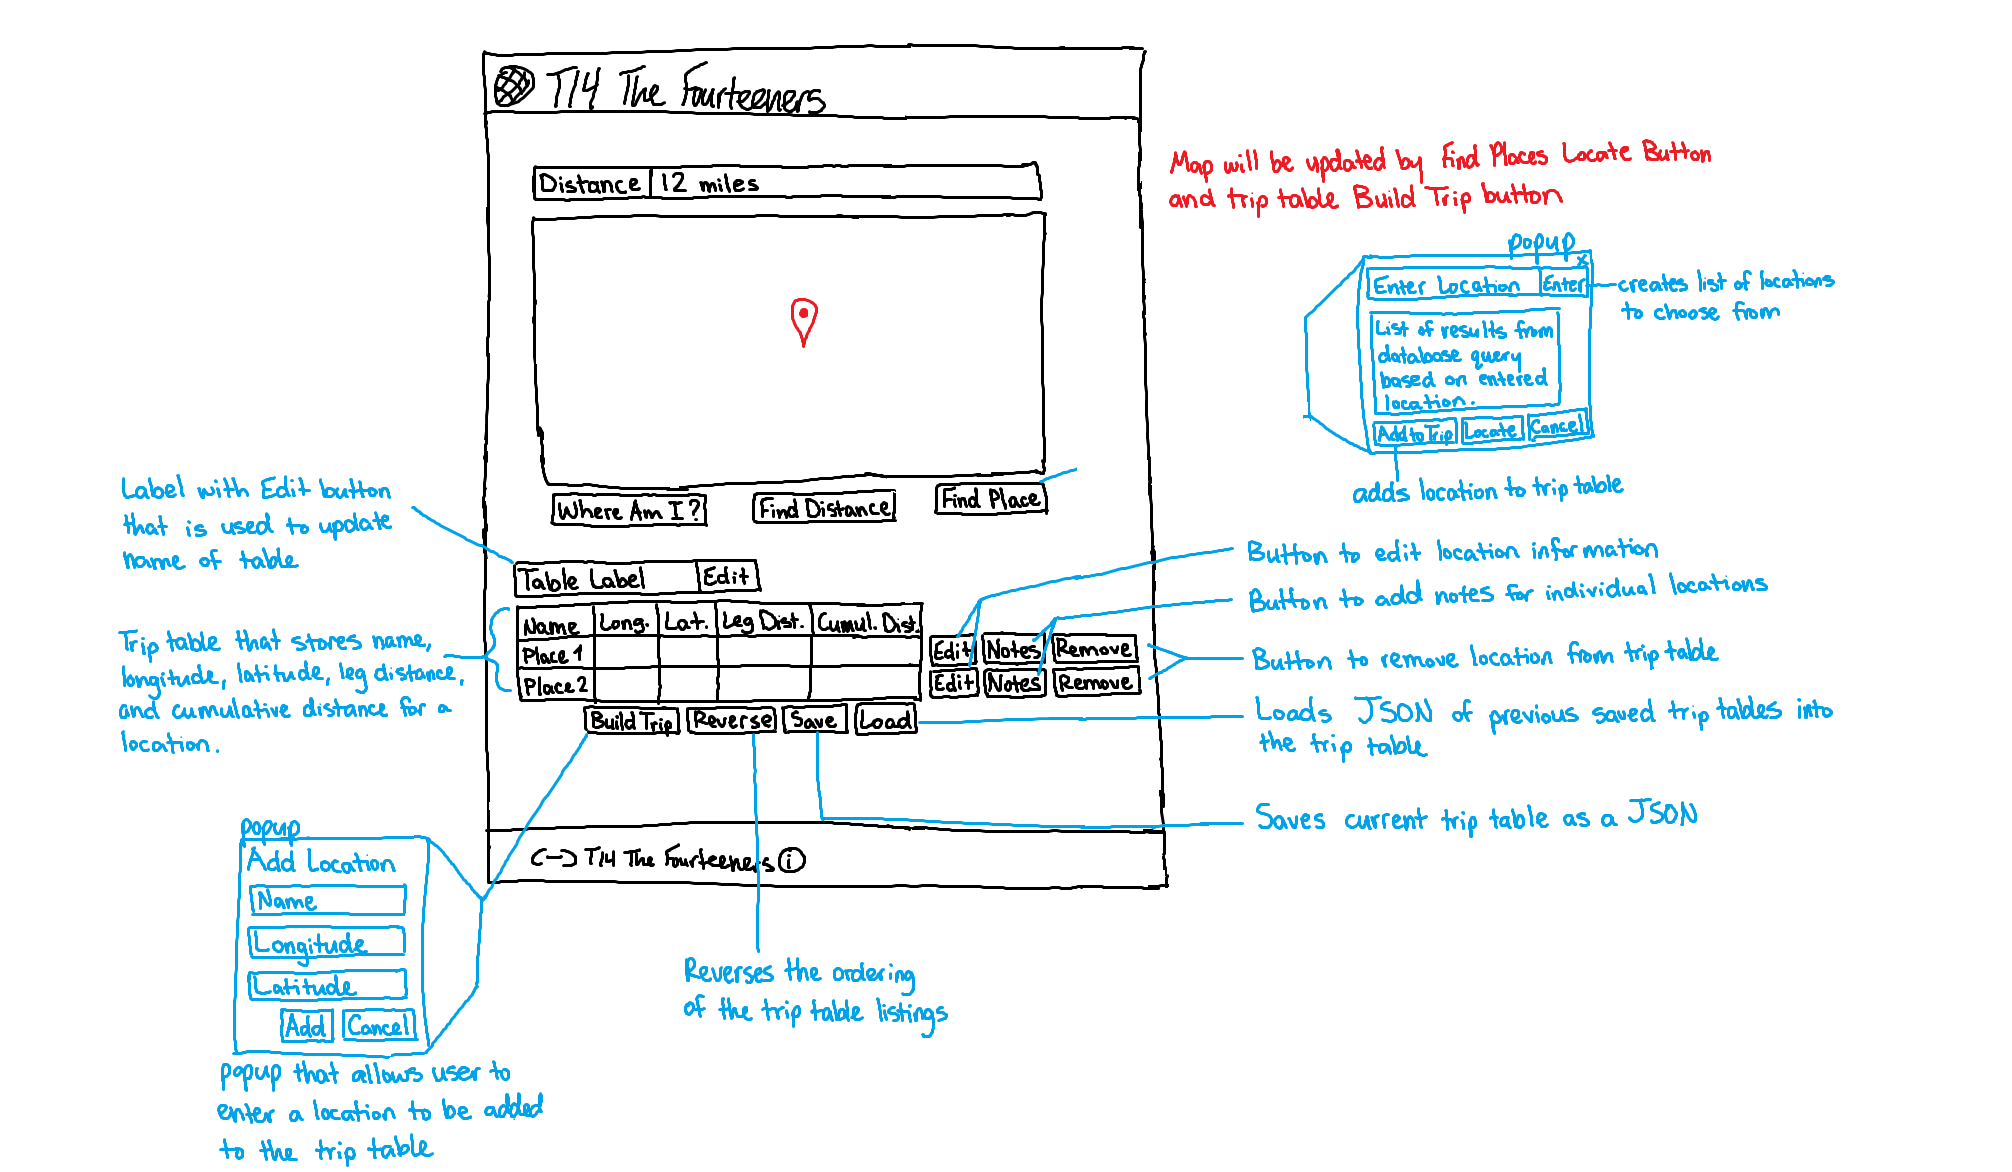 T14 The Fourteeners
Distance 12 miles
Map will be updated by Find Places Locate Button
and trip table Build Trip button
popup
x
Enter Location Enter
creates list of locations
to choose from
List of results from
database query
based on entered
location.
Add to Trip Locate Cancel
adds location to trip table
Where Am I? Find Distance Find Place
Label with Edit button
that is used to update
name of table
Table Label Edit
Button to edit location information
Button to add notes for individual locations
Name Long. Lat. Leg Dist. Cumul. Dist.
Place 1 Edit Notes Remove
Place 2 Edit Notes Remove
Button to remove location from trip table
Trip table that stores name,
longitude, latitude, leg distance,
and cumulative distance for a
location.
Build Trip Reverse Save Load
Loads JSON of previous saved trip tables into
the trip table
Saves current trip table as a JSON
(-) T14 The Fourteeners i
popup
Add Location
Name
Longitude
Latitude
Add Cancel
popup that allows user to
enter a location to be added
to the trip table
Reverses the ordering
of the trip table listings